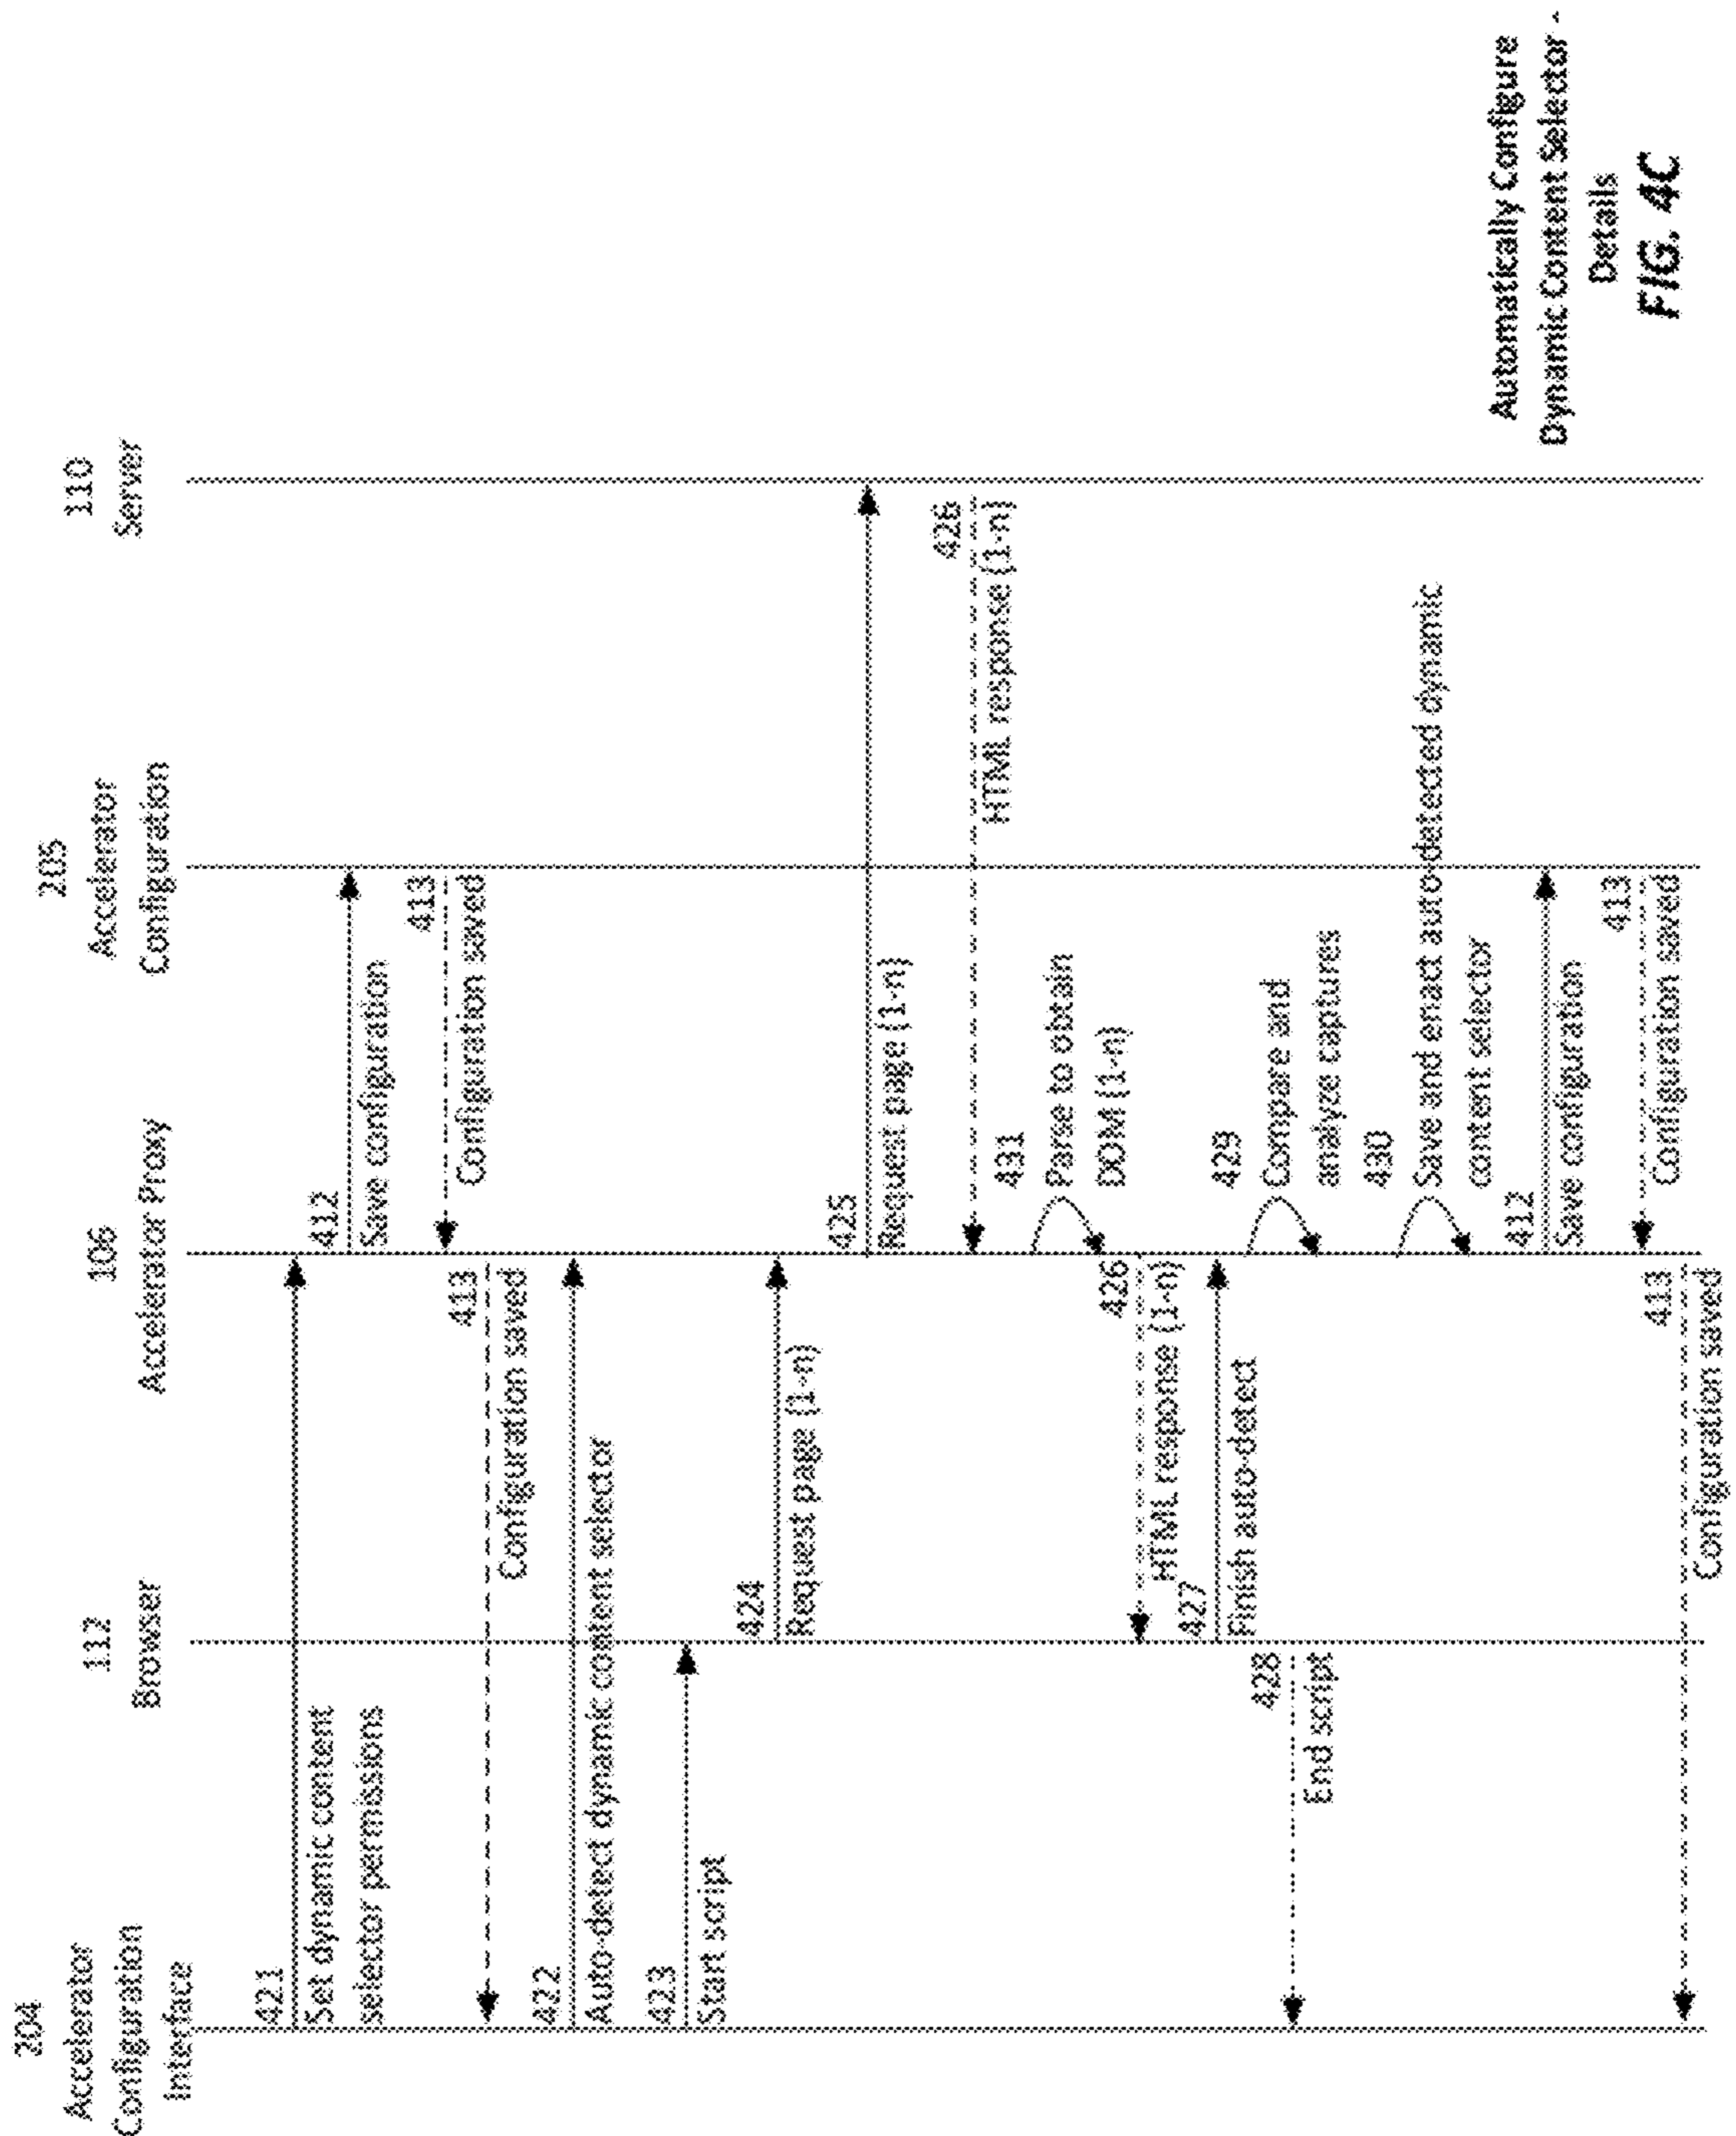 204
Accelerator
Configuration
Interface
112
Browser
106
Accelerator Proxy
205
Accelerator
Configuration
110
Server
421
Set dynamic content
selector permissions
412
Save configuration
413
Configuration saved
413
Configuration saved
422
Auto-detect dynamic content selector
423
Start script
424
Request page (1-n)
425
Request page (1-n)
426
HTML response (1-n)
431
Parse to obtain
DOM (1-n)
426
HTML response (1-n)
427
Finish auto-detect
428
End script
429
Compare and
analyze captures
430
Save and enact auto-detected dynamic
content selector
412
Save configuration
413
Configuration saved
413
Configuration saved
Automatically Configure
Dynamic Content Selector -
Details
FIG. 4C